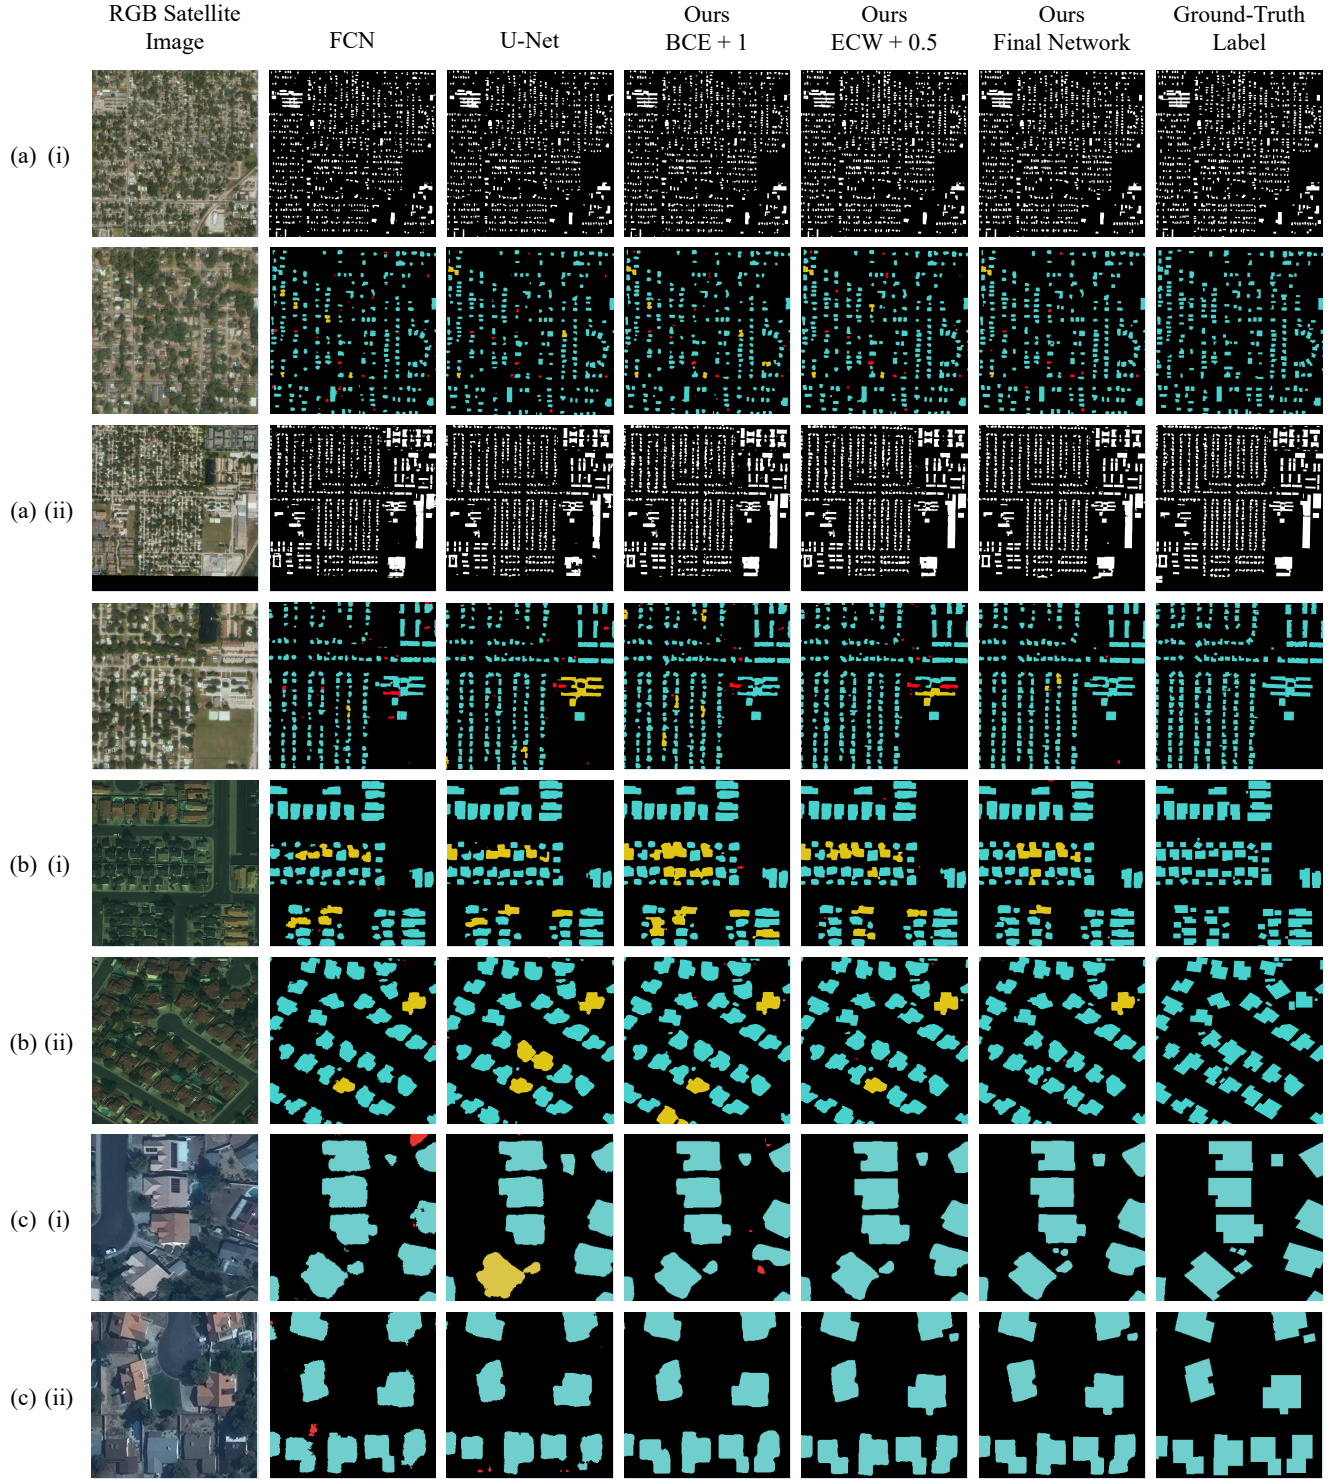 RGB Satellite
Image
FCN
U-Net
Ours
BCE + 1
Ours
ECW + 0.5
Ours
Final Network
Ground-Truth
Label
(a) (i)
(a) (ii)
(b) (i)
(b) (ii)
(c) (i)
(c) (ii)